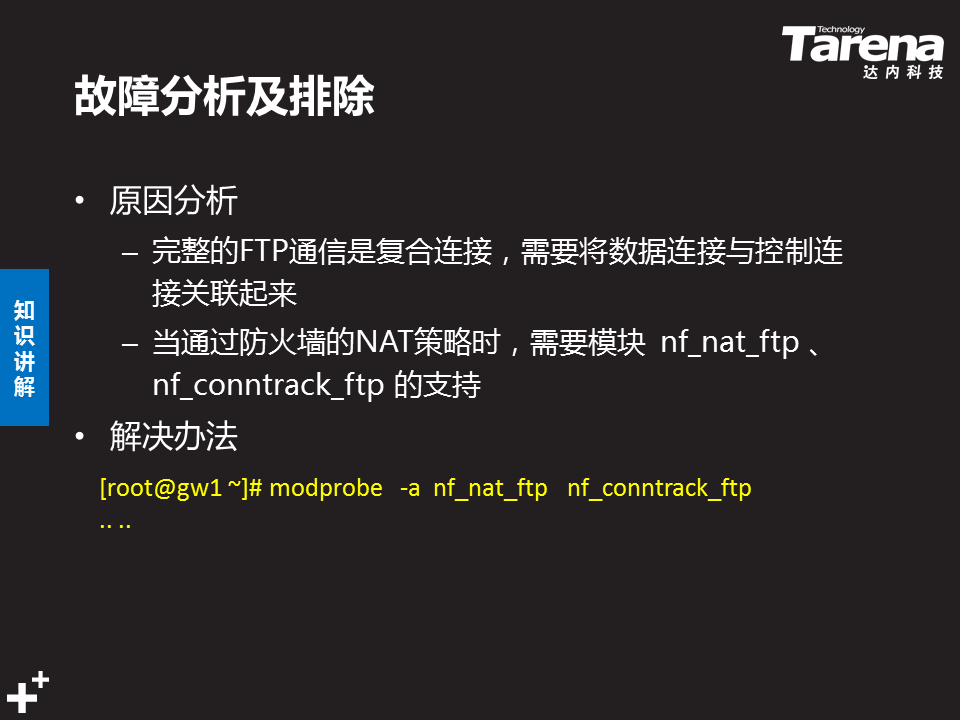 Technology
Tarena
达内科技
故障分析及排除
• 原因分析
– 完整的FTP通信是复合连接，需要将数据连接与控制连
接关联起来
– 当通过防火墙的NAT策略时，需要模块 nf_nat_ftp 、
nf_conntrack_ftp 的支持
知
识
讲
解
• 解决办法
[root@gw1 ~]# modprobe -a nf_nat_ftp nf_conntrack_ftp
.. ..